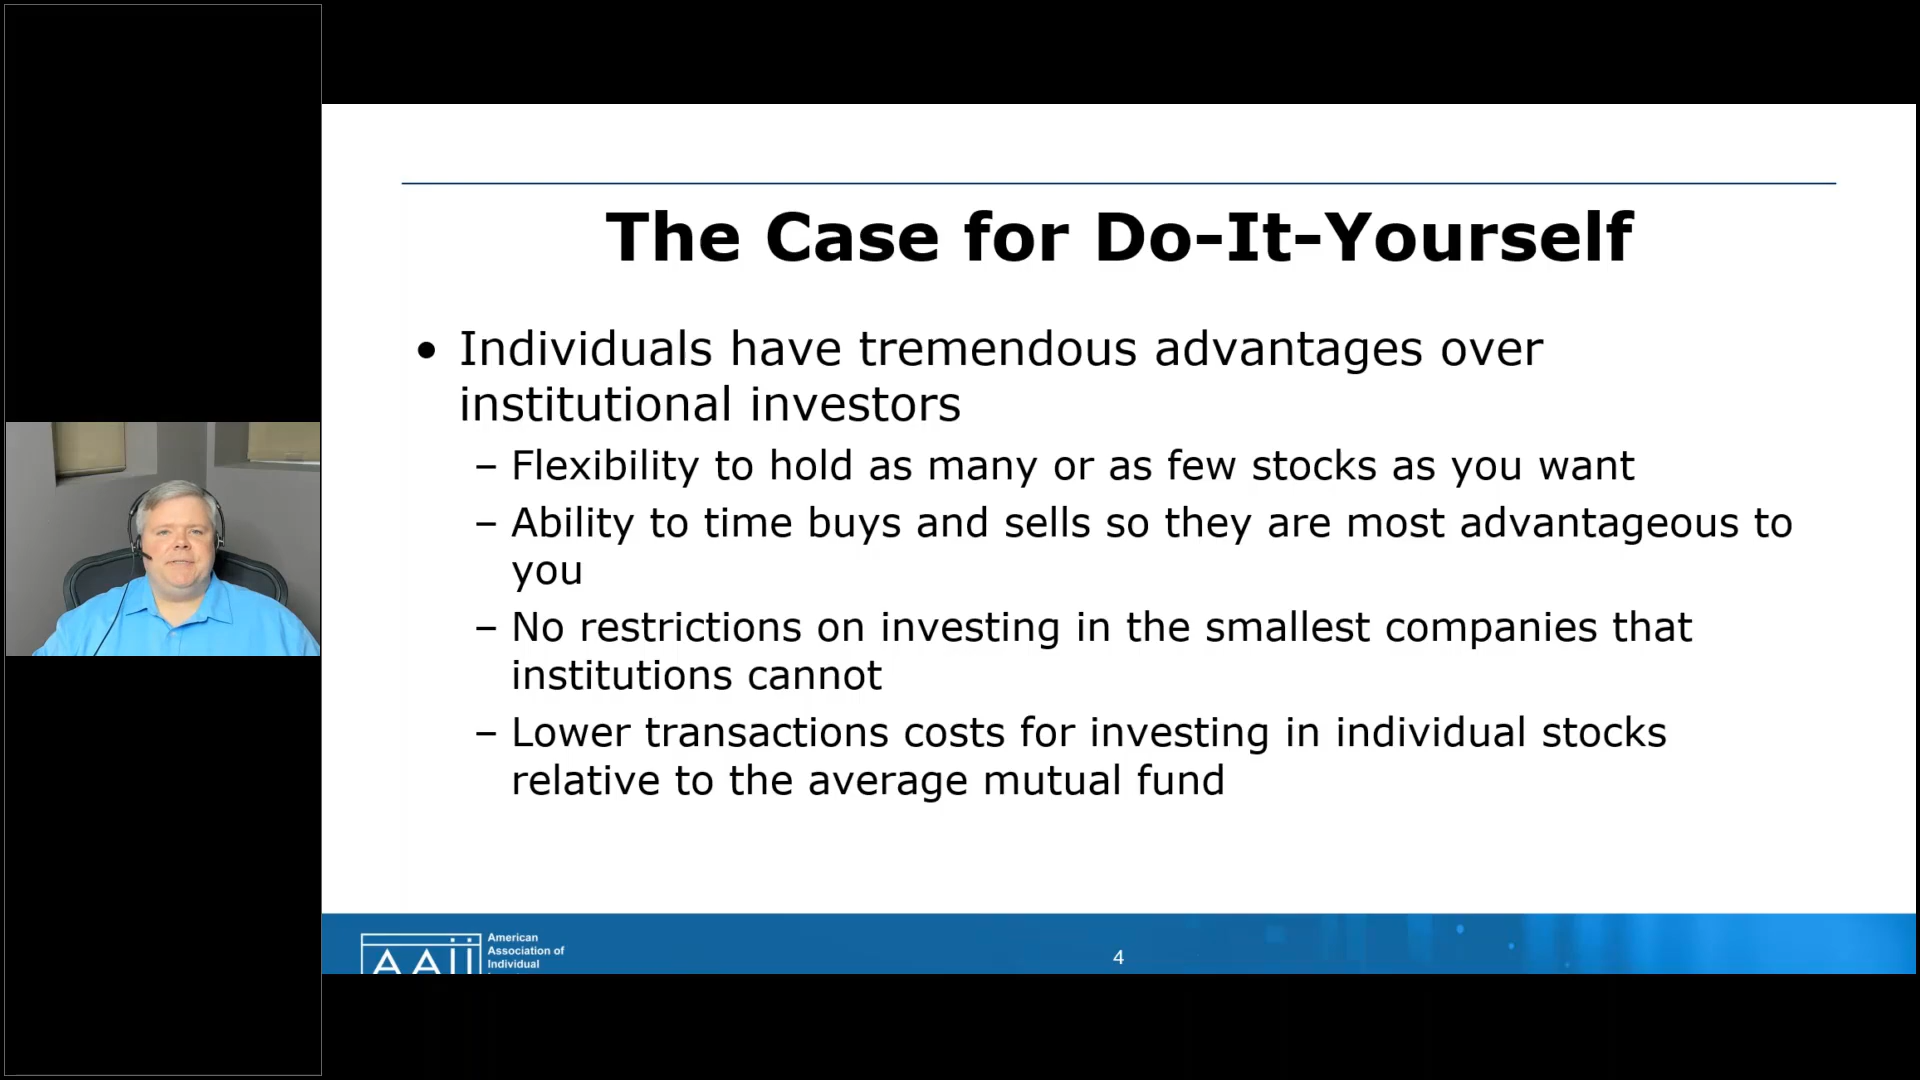 The Case for Do-It-Yourself
• Individuals have tremendous advantages over
institutional investors
– Flexibility to hold as many or as few stocks as you want
– Ability to time buys and sells so they are most advantageous to
you
– No restrictions on investing in the smallest companies that
institutions cannot
– Lower transactions costs for investing in individual stocks
relative to the average mutual fund
AAII
American
Association of
Individual
4